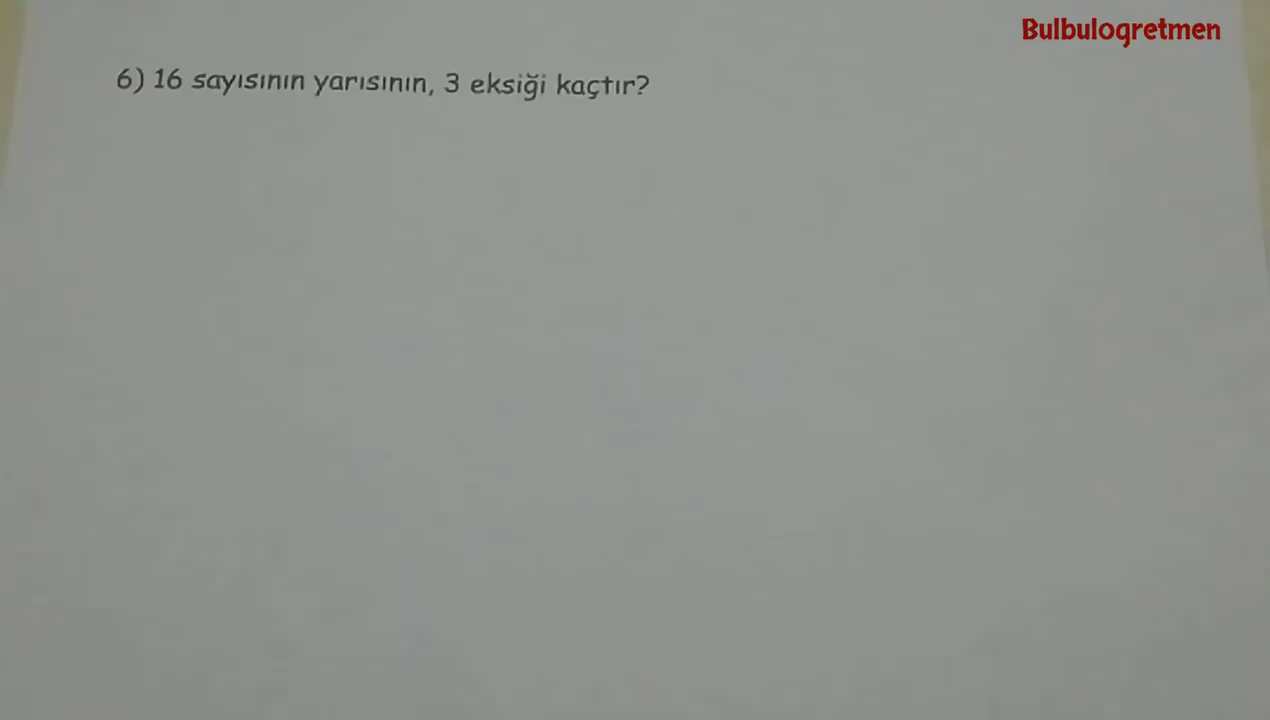 Bulbulogretmen
6) 16 sayısının yarısının, 3 eksiği kaçtır?